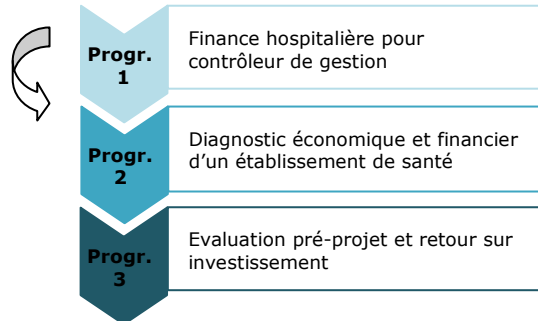 Progr.
1
Finance hospitalière pour
contrôleur de gestion
Progr.
2
Diagnostic économique et financier
d'un établissement de santé
Progr.
3
Evaluation pré-projet et retour sur
investissement